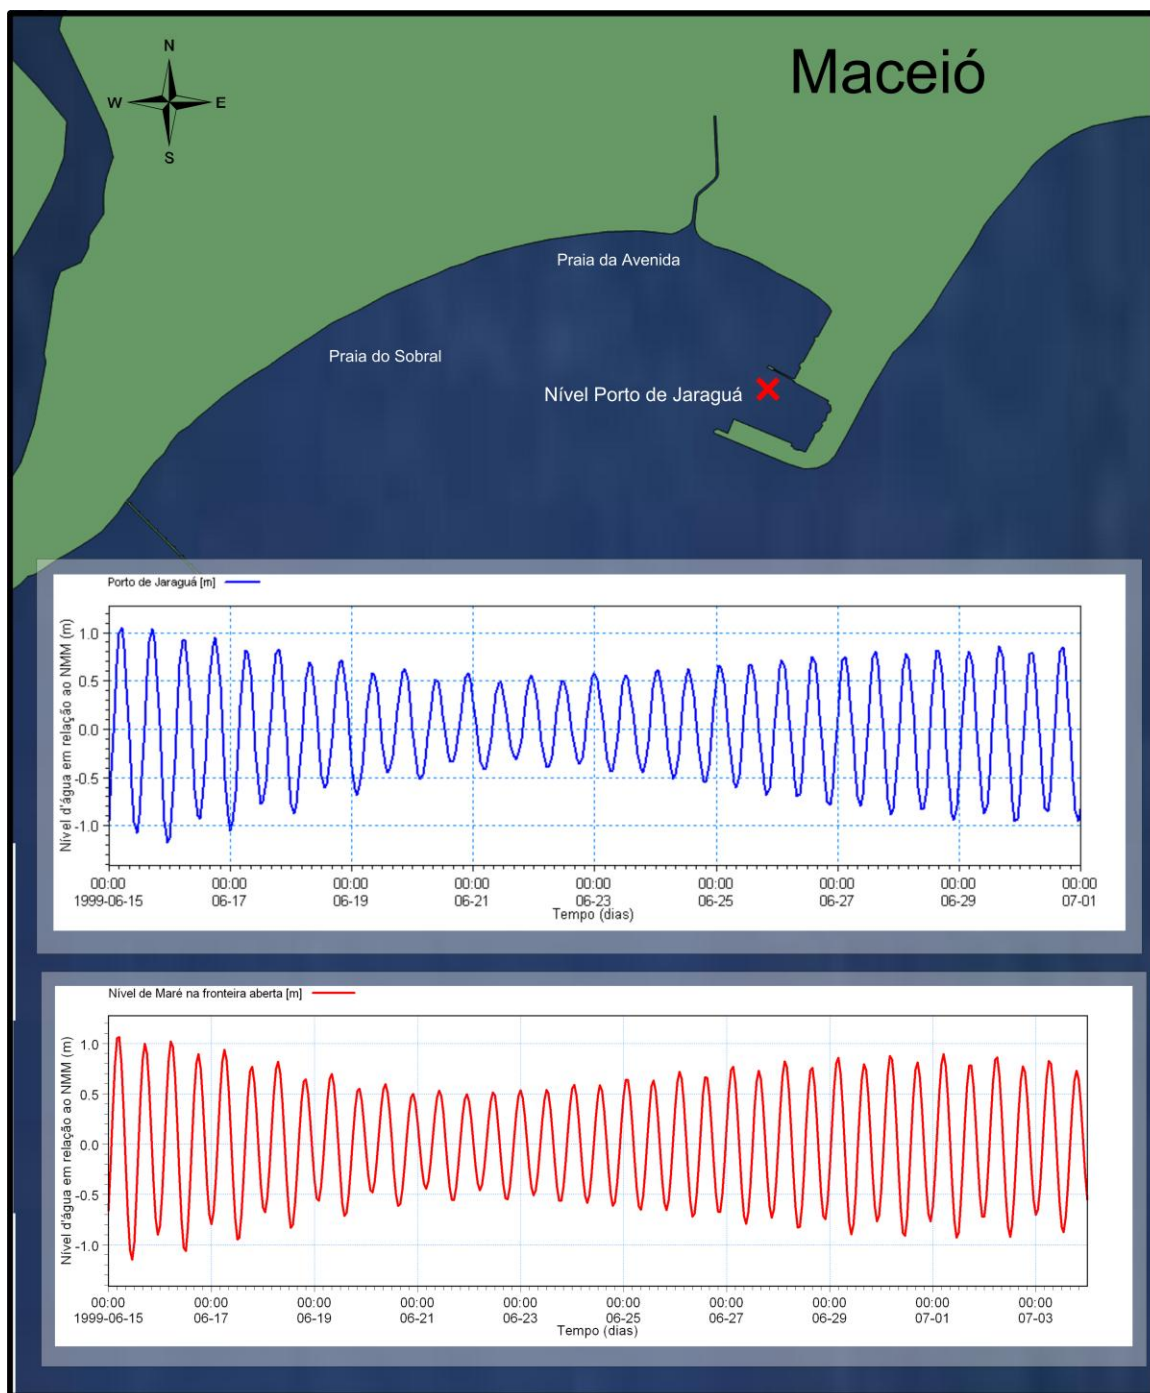 Maceió
N
W
E
S
Praia da Avenida
Praia do Sobral
Nível Porto de Jaraguá
Porto de Jaraguá [m]
Nível d'água em relação ao NMM (m)
1.0
0.5
0.0
-0.5
-1.0
00:00 00:00 00:00 00:00 00:00 00:00 00:00 00:00 00:00
1999-06-15 06-17 06-19 06-21 06-23 06-25 06-27 06-29 07-01
Tempo (dias)
Nível de Maré na fronteira aberta [m]
Nível d'água em relação ao NMM (m)
1.0
0.5
0.0
-0.5
-1.0
00:00 00:00 00:00 00:00 00:00 00:00 00:00 00:00 00:00 00:00
1999-06-15 06-17 06-19 06-21 06-23 06-25 06-27 06-29 07-01 07-03
Tempo (dias)